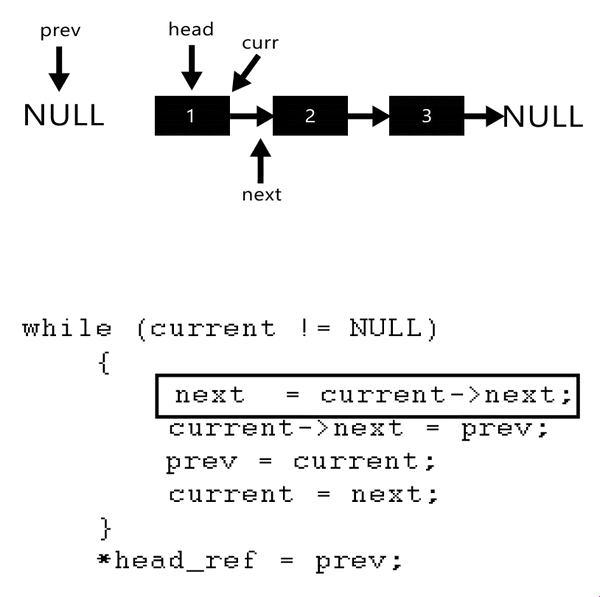 prev
head
curr
NULL
1
2
3
NULL
next
while (current != NULL)
{
next = current->next;
current->next = prev;
prev = current;
current = next;
}
*head_ref = prev;